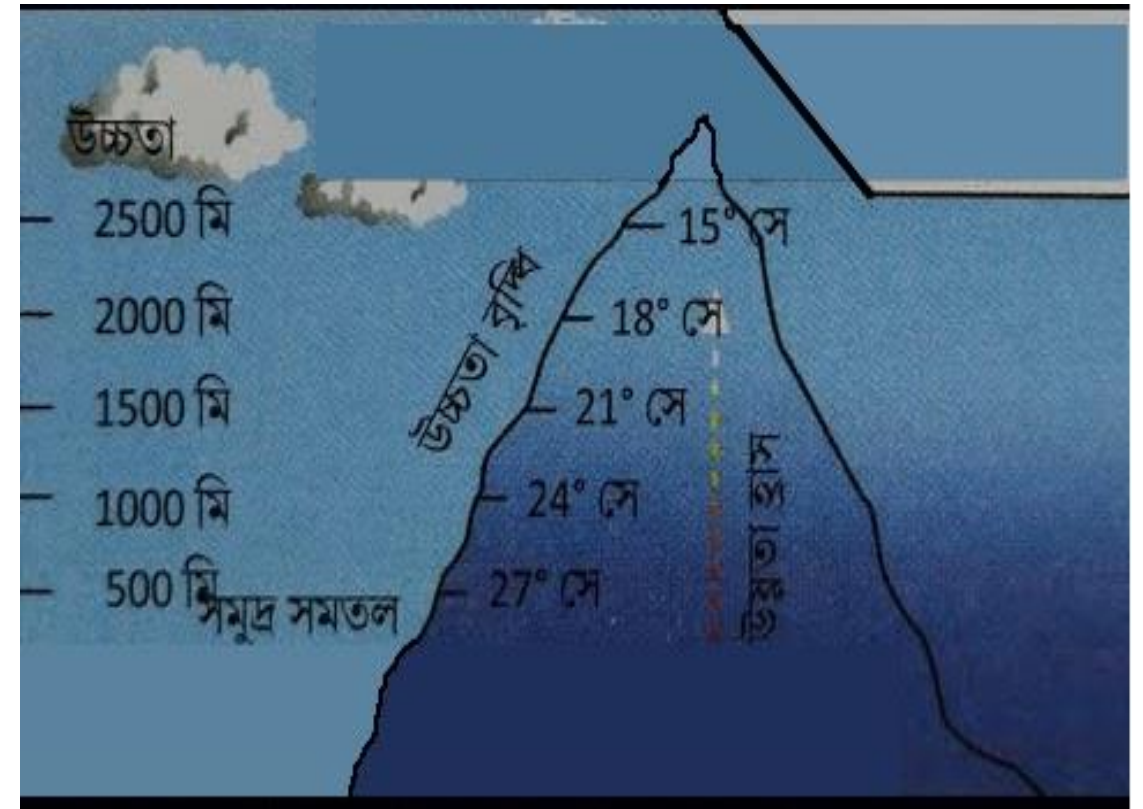 উচ্চতা
2500 মি
15° সে
উচ্চতা বৃদ্ধি
2000 মি
18° সে
1500 মি
21° সে
1000 মি
24° সে
উষ্ণতা হ্রাস
500 মি
27° সে
সমুদ্র সমতল